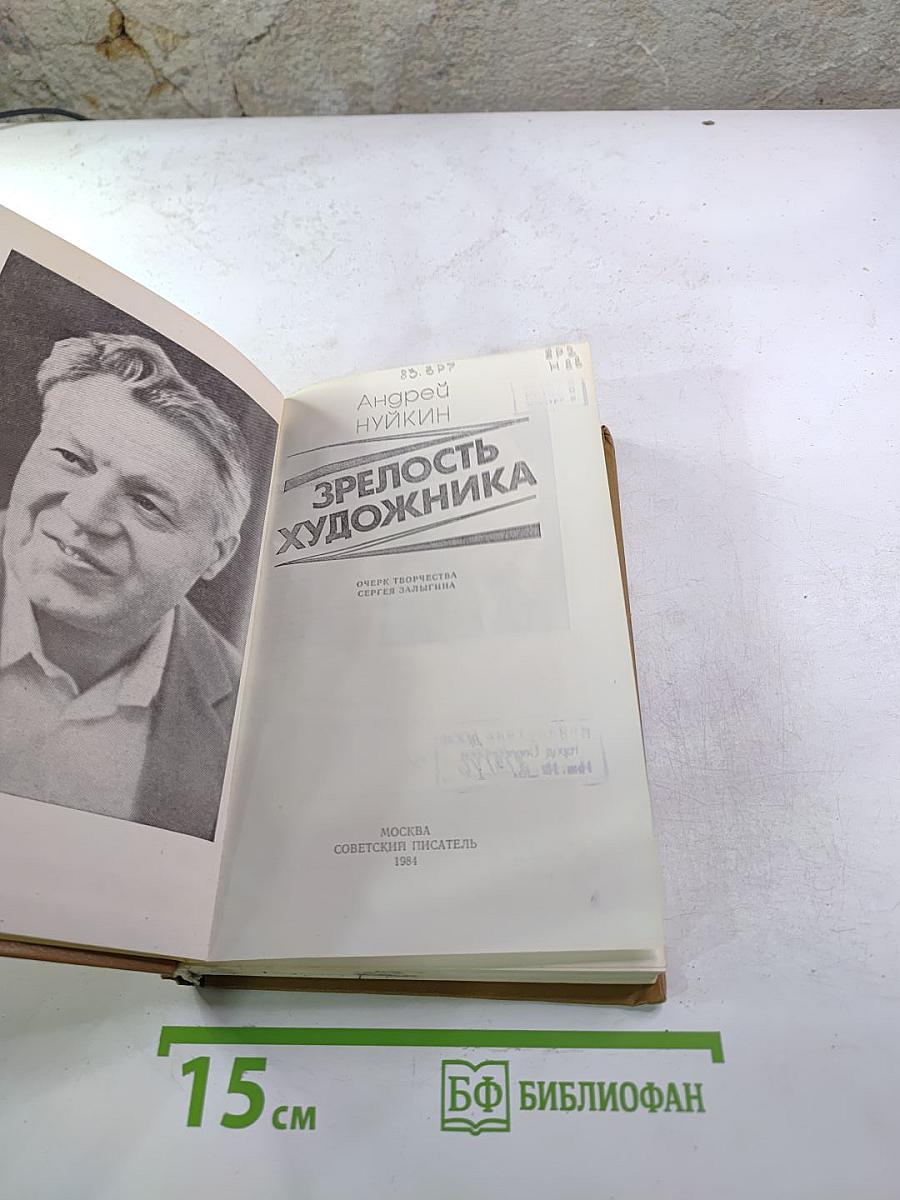 83.3Р7
Андрей
НУЙКИН
ЗРЕЛОСТЬ
ХУДОЖНИКА
ОЧЕРК ТВОРЧЕСТВА
СЕРГЕЯ ЗАЛЫГИНА
МОСКВА
СОВЕТСКИЙ ПИСАТЕЛЬ
1984
15 см
БФ БИБЛИОФАН